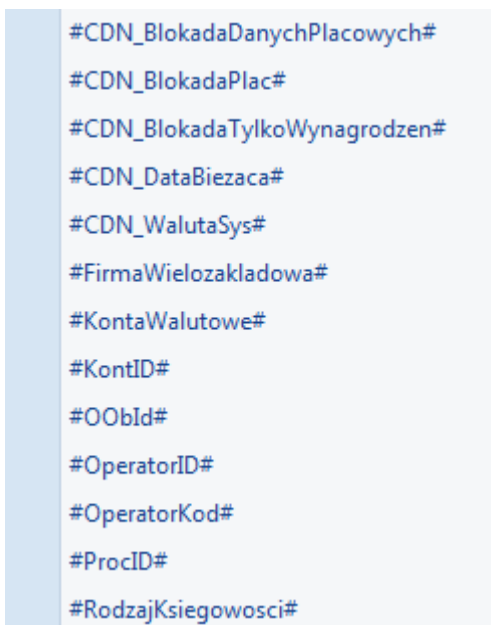 #CDN_BlokadaDanychPlacowych#
#CDN_BlokadaPlac#
#CDN_BlokadaTylkoWynagrodzen#
#CDN_DataBiezaca#
#CDN_WalutaSys#
#FirmaWielozakladowa#
#KontaWalutowe#
#KontID#
#OObId#
#OperatorID#
#OperatorKod#
#ProcID#
#RodzajKsiegowosci#